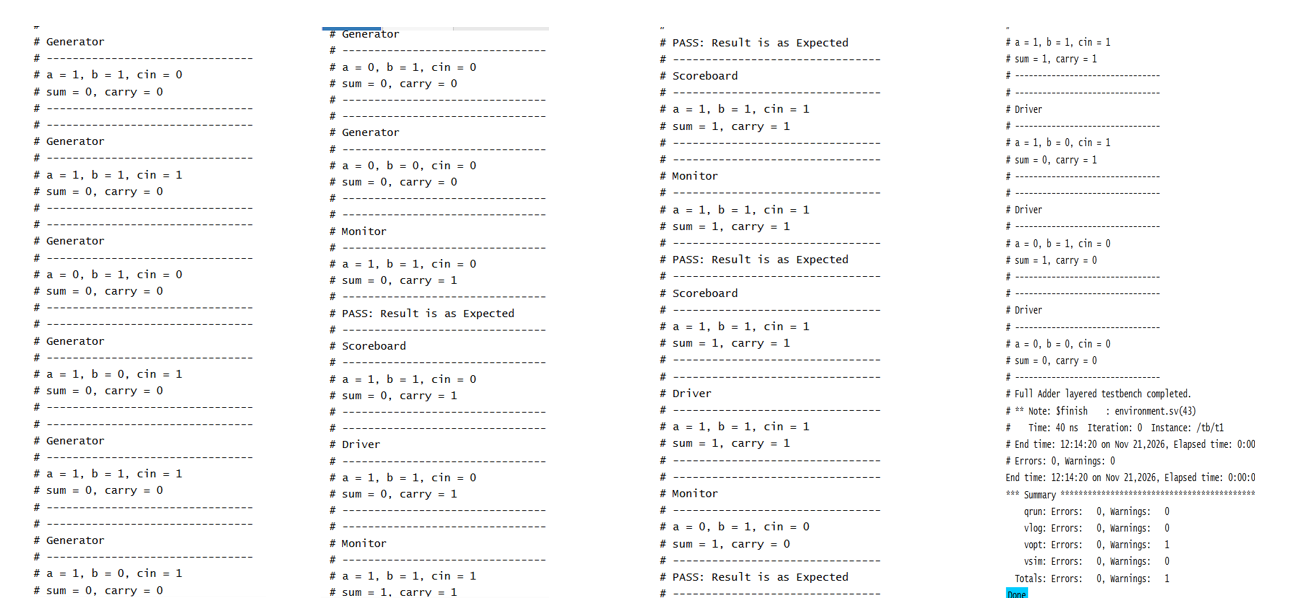 # Generator
# -------------------------------
# a = 1, b = 1, cin = 0
# sum = 0, carry = 0
# -------------------------------
# -------------------------------
# Generator
# -------------------------------
# a = 1, b = 1, cin = 1
# sum = 0, carry = 0
# -------------------------------
# -------------------------------
# Generator
# -------------------------------
# a = 0, b = 1, cin = 0
# sum = 0, carry = 0
# -------------------------------
# -------------------------------
# Generator
# -------------------------------
# a = 1, b = 0, cin = 1
# sum = 0, carry = 0
# -------------------------------
# -------------------------------
# Generator
# -------------------------------
# a = 1, b = 1, cin = 1
# sum = 0, carry = 0
# -------------------------------
# -------------------------------
# Generator
# -------------------------------
# a = 1, b = 0, cin = 1
# sum = 0, carry = 0
# Generator
# -------------------------------
# a = 0, b = 1, cin = 0
# sum = 0, carry = 0
# -------------------------------
# -------------------------------
# Generator
# -------------------------------
# a = 0, b = 0, cin = 0
# sum = 0, carry = 0
# -------------------------------
# -------------------------------
# Monitor
# -------------------------------
# a = 1, b = 1, cin = 0
# sum = 0, carry = 1
# -------------------------------
# PASS: Result is as Expected
# -------------------------------
# Scoreboard
# -------------------------------
# a = 1, b = 1, cin = 0
# sum = 0, carry = 1
# -------------------------------
# -------------------------------
# Driver
# -------------------------------
# a = 1, b = 1, cin = 0
# sum = 0, carry = 1
# -------------------------------
# -------------------------------
# Monitor
# -------------------------------
# a = 1, b = 1, cin = 1
# sum = 1, carry = 1
# PASS: Result is as Expected
# -------------------------------
# Scoreboard
# -------------------------------
# a = 1, b = 1, cin = 1
# sum = 1, carry = 1
# -------------------------------
# -------------------------------
# Monitor
# -------------------------------
# a = 1, b = 1, cin = 1
# sum = 1, carry = 1
# -------------------------------
# PASS: Result is as Expected
# -------------------------------
# Scoreboard
# -------------------------------
# a = 1, b = 1, cin = 1
# sum = 1, carry = 1
# -------------------------------
# -------------------------------
# Driver
# -------------------------------
# a = 1, b = 1, cin = 1
# sum = 1, carry = 1
# -------------------------------
# -------------------------------
# Monitor
# -------------------------------
# a = 0, b = 1, cin = 0
# sum = 1, carry = 0
# -------------------------------
# PASS: Result is as Expected
# -------------------------------
# a = 1, b = 1, cin = 1
# sum = 1, carry = 1
# -------------------------------
# -------------------------------
# Driver
# -------------------------------
# a = 1, b = 0, cin = 1
# sum = 0, carry = 1
# -------------------------------
# -------------------------------
# Driver
# -------------------------------
# a = 0, b = 1, cin = 0
# sum = 1, carry = 0
# -------------------------------
# -------------------------------
# Driver
# -------------------------------
# a = 0, b = 0, cin = 0
# sum = 0, carry = 0
# -------------------------------
# Full Adder layered testbench completed.
# ** Note: $finish : environment.sv(43)
# Time: 40 ns Iteration: 0 Instance: /tb/t1
# End time: 12:14:20 on Nov 21,2026, Elapsed time: 0:00
# Errors: 0, Warnings: 0
End time: 12:14:20 on Nov 21,2026, Elapsed time: 0:00:0
*** Summary *******************************************
qrun: Errors: 0, Warnings: 0
vlog: Errors: 0, Warnings: 0
vopt: Errors: 0, Warnings: 1
vsim: Errors: 0, Warnings: 0
Totals: Errors: 0, Warnings: 1
Done